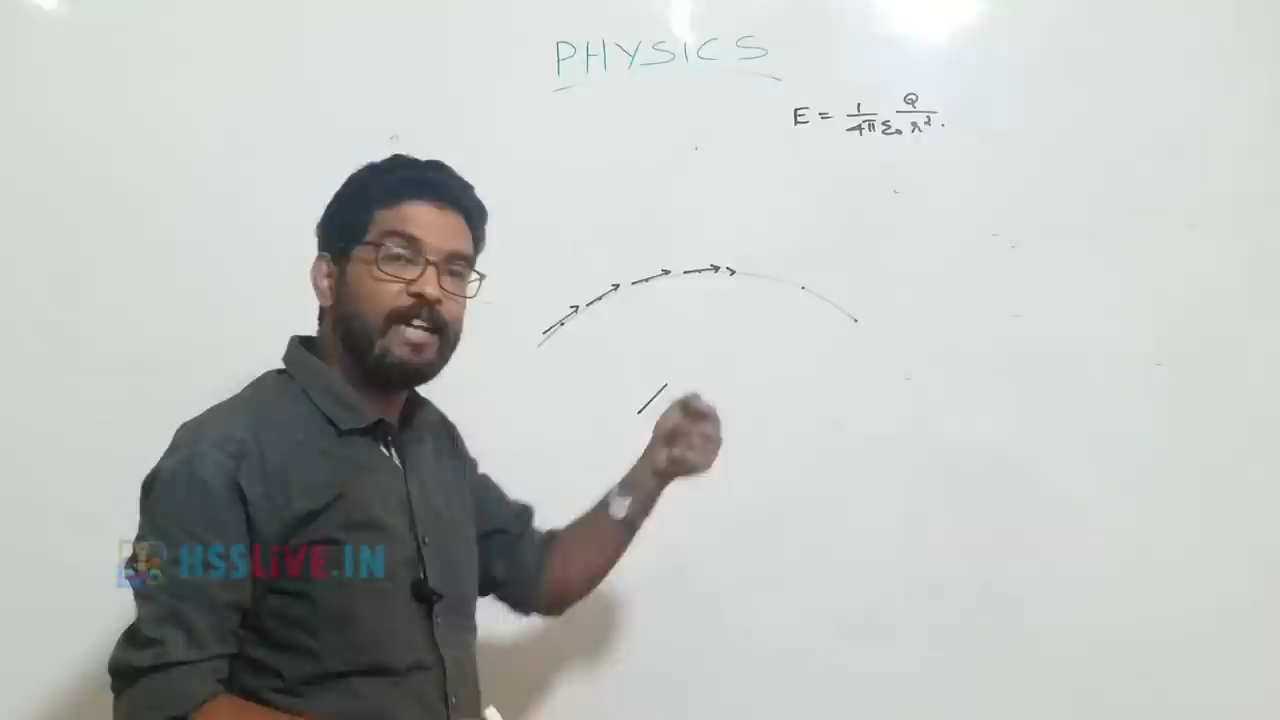 PHYSICS
E = 1/4πε₀ Q/r².
HSSLiVE.IN